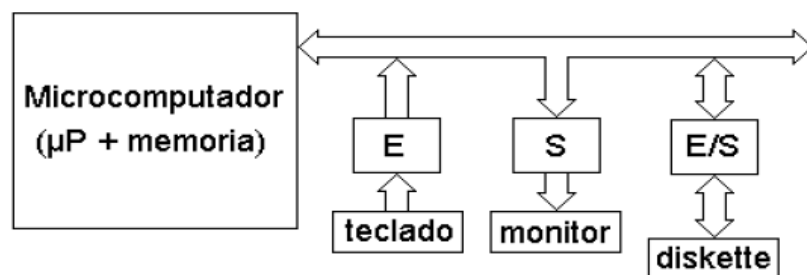 Microcomputador
(µP + memoria)
E
S
E/S
teclado
monitor
diskette